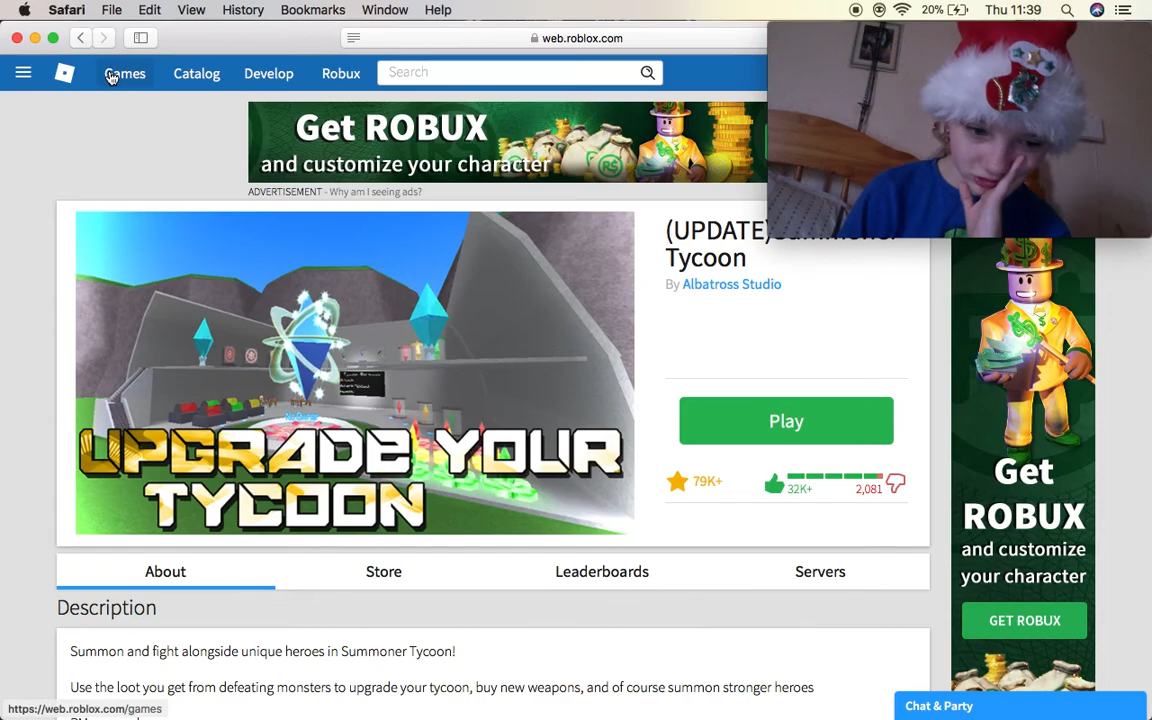 Safari File Edit View History Bookmarks Window Help 20% Thu 11:39
web.roblox.com
Games Catalog Develop Robux Search
Get ROBUX
and customize your character
ADVERTISEMENT - Why am I seeing ads?
UPGRADE YOUR
TYCOON
(UPDATE)
Tycoon
By Albatross Studio
Play
79K+ 32K+ 2,081
Get
ROBUX
and customize
your character
GET ROBUX
About Store Leaderboards Servers
Description
Summon and fight alongside unique heroes in Summoner Tycoon!
Use the loot you get from defeating monsters to upgrade your tycoon, buy new weapons, and of course summon stronger heroes
https://web.roblox.com/games
Chat & Party